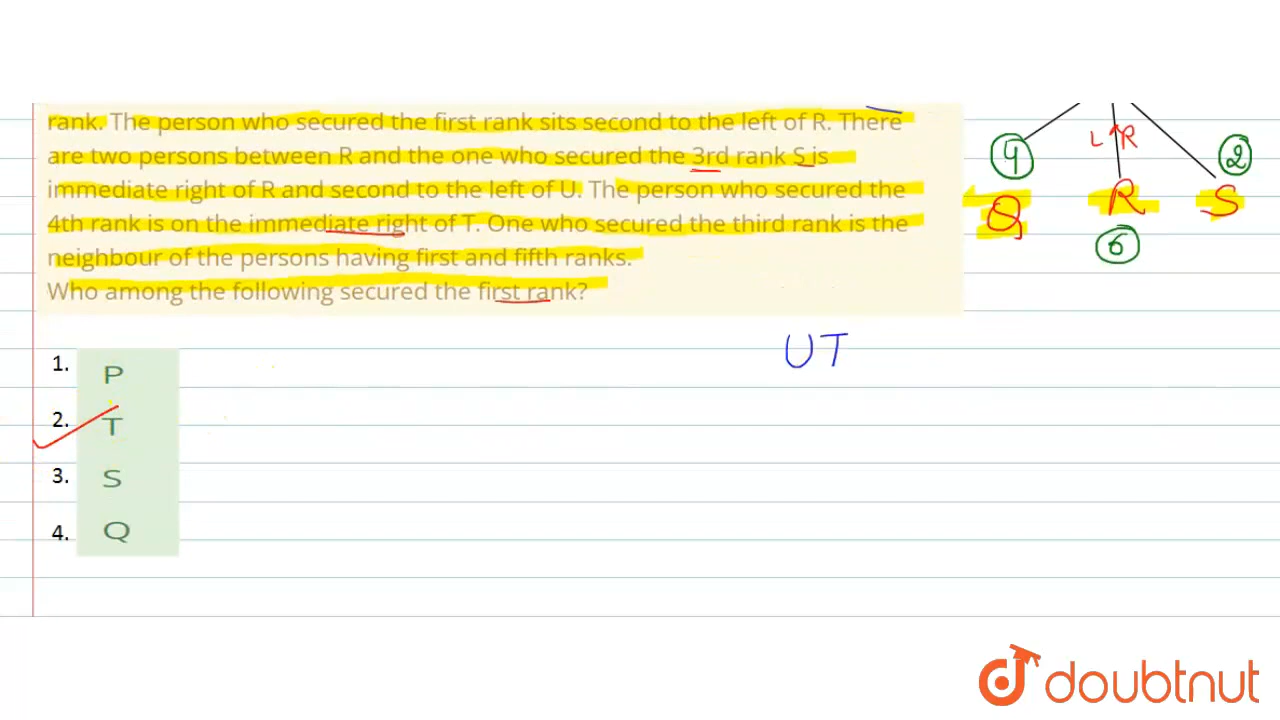 rank. The person who secured the first rank sits second to the left of R. There
are two persons between R and the one who secured the 3rd rank S is
immediate right of R and second to the left of U. The person who secured the
4th rank is on the immediate right of T. One who secured the third rank is the
neighbour of the persons having first and fifth ranks.
Who among the following secured the first rank?
4 L R 2
Q R S
6
U T
1. P
2. T
3. S
4. Q
doubtnut